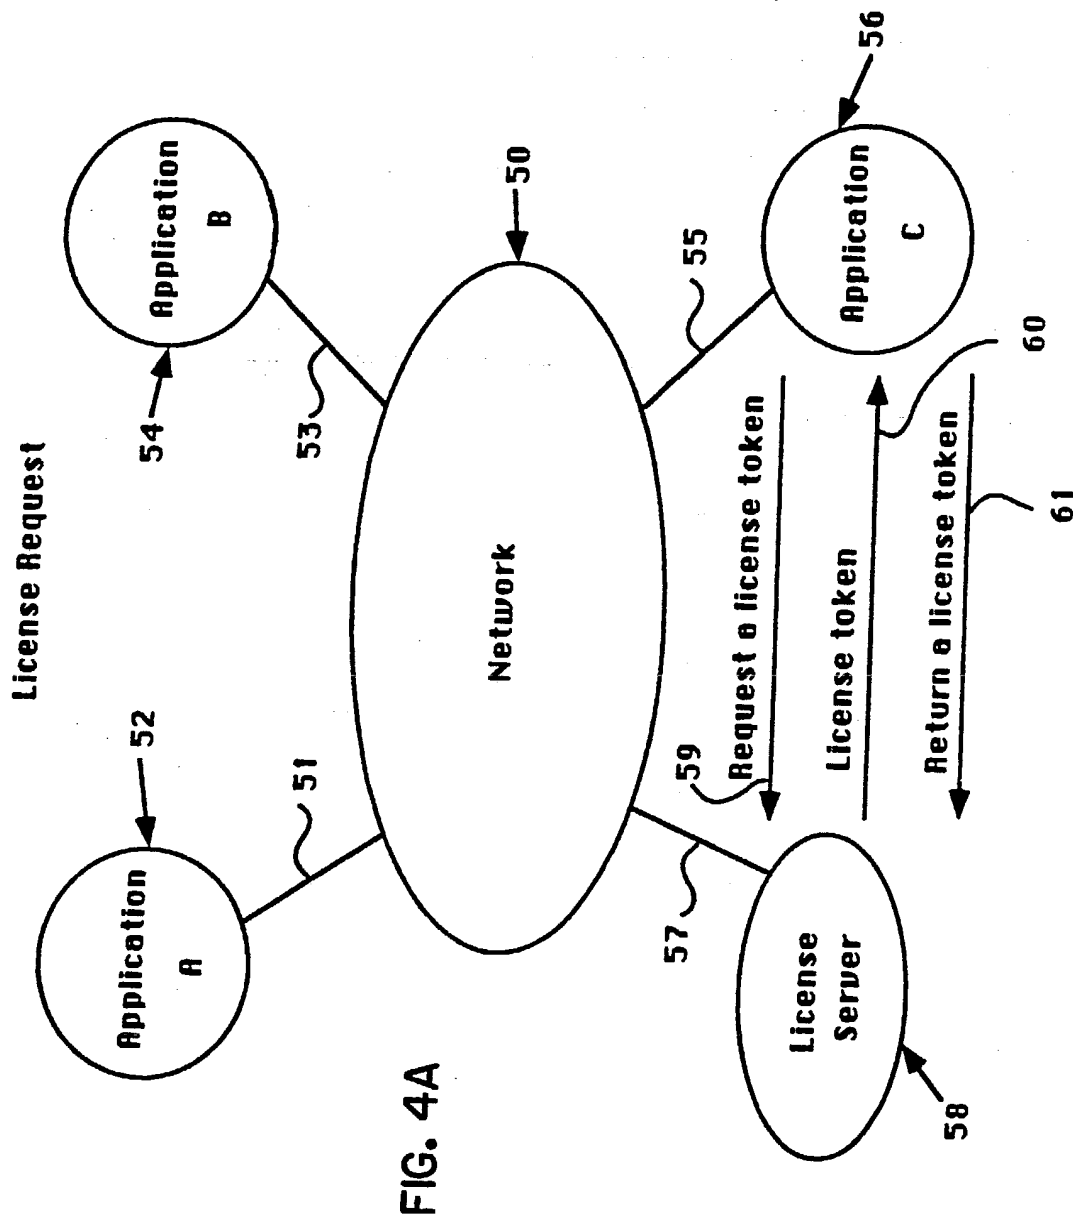 License Request
Application
A
52
51
Application
B
54
53
Network
50
55
57
59
Request a license token
License token
Return a license token
60
61
License
Server
58
Application
C
56
FIG. 4A